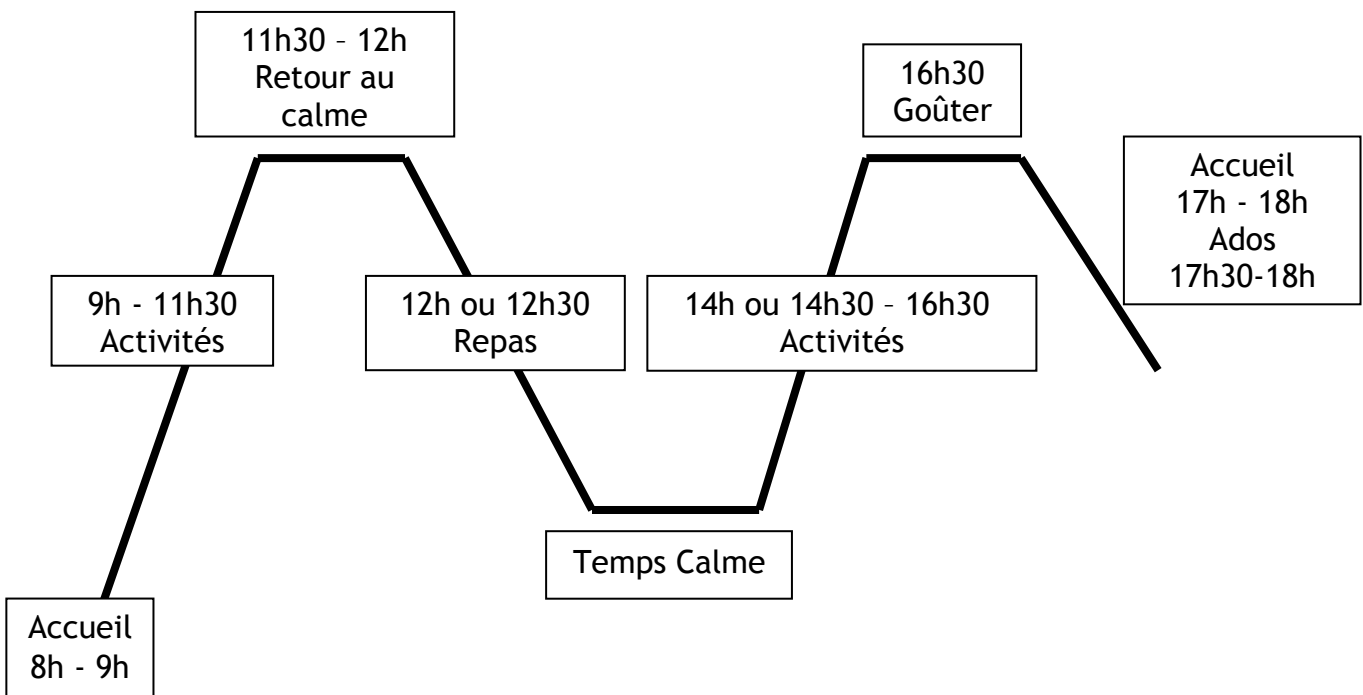 11h30 – 12h
Retour au
calme
16h30
Goûter
Accueil
17h - 18h
Ados
17h30-18h
9h - 11h30
Activités
12h ou 12h30
Repas
14h ou 14h30 – 16h30
Activités
Temps Calme
Accueil
8h - 9h